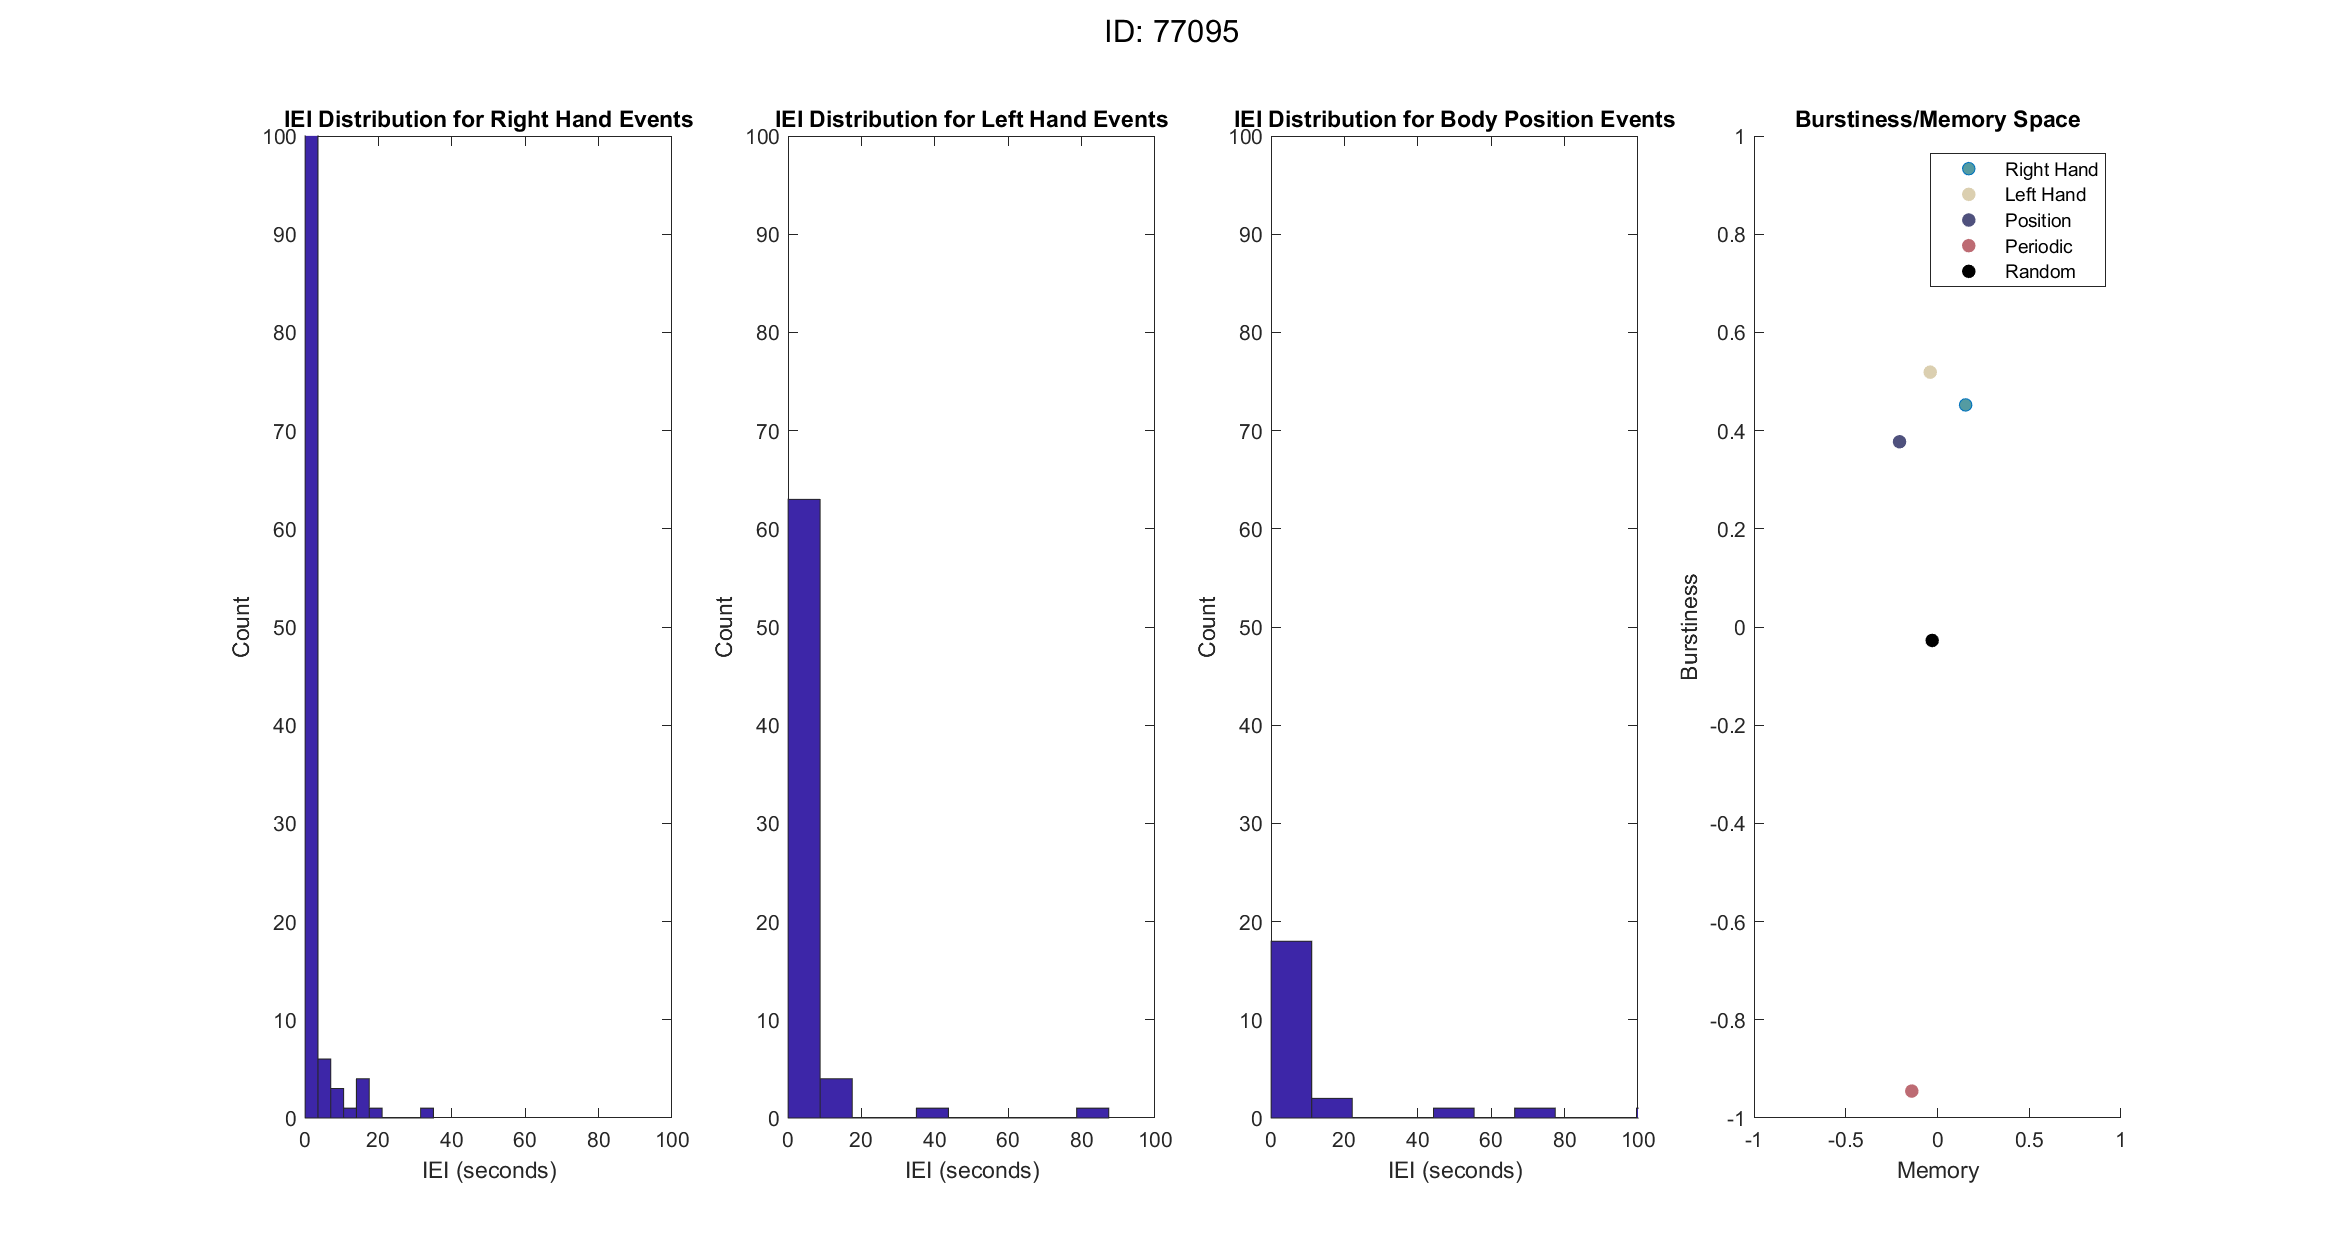 ID: 77095
IEI Distribution for Right Hand Events
100
90
80
70
60
50
40
30
20
10
0
Count
0 20 40 60 80 100
IEI (seconds)
IEI Distribution for Left Hand Events
100
90
80
70
60
50
40
30
20
10
0
Count
0 20 40 60 80 100
IEI (seconds)
IEI Distribution for Body Position Events
100
90
80
70
60
50
40
30
20
10
0
Count
0 20 40 60 80 100
IEI (seconds)
Burstiness/Memory Space
1
0.8
0.6
0.4
0.2
0
-0.2
-0.4
-0.6
-0.8
-1
Burstiness
Right Hand
Left Hand
Position
Periodic
Random
-1 -0.5 0 0.5 1
Memory